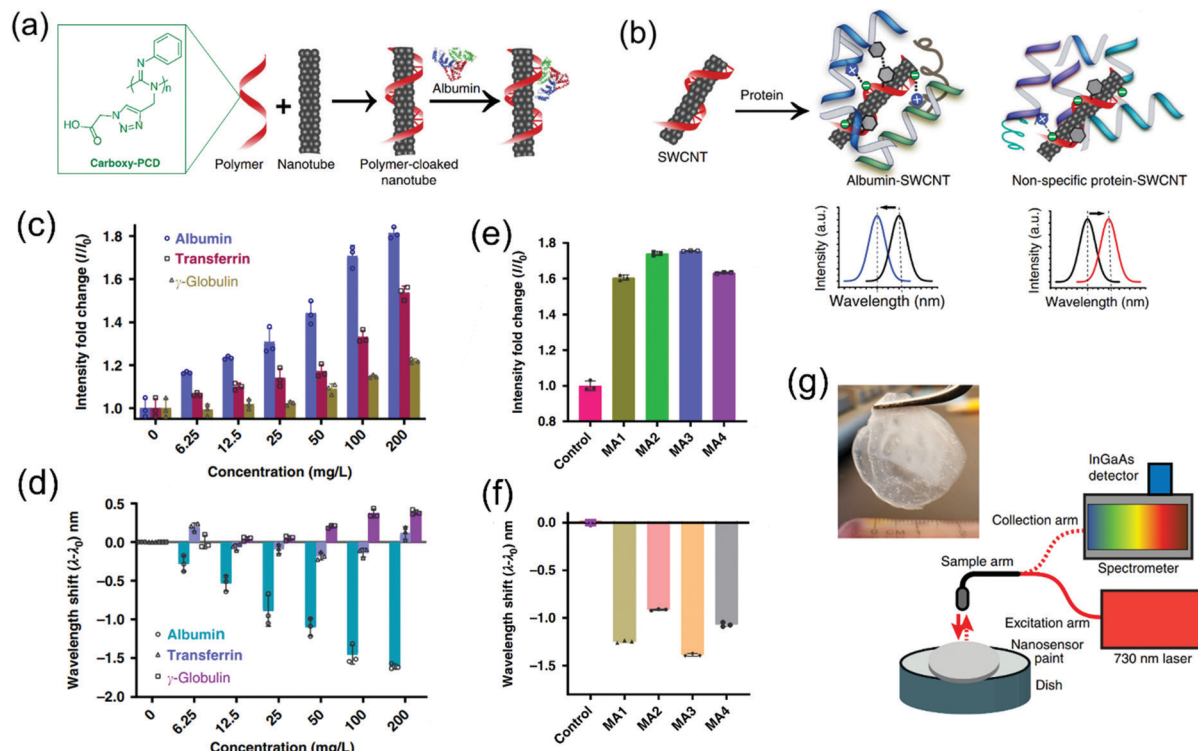 (a)
N
N
n
N
N=N
HO
O
Carboxy-PCD
Polymer
+
Nanotube
Polymer-cloaked
nanotube
Albumin
(b)
SWCNT
Protein
Albumin-SWCNT
Non-specific protein-SWCNT
Intensity (a.u.)
Wavelength (nm)
Intensity (a.u.)
Wavelength (nm)
(c)
Intensity fold change (I/I0)
1.8
1.6
1.4
1.2
1.0
Albumin
Transferrin
γ-Globulin
0
6.25
12.5
25
50
100
200
Concentration (mg/L)
(d)
Wavelength shift (λ-λ0) nm
0.5
0.0
−0.5
−1.0
−1.5
−2.0
Albumin
Transferrin
γ-Globulin
0
6.25
12.5
25
50
100
200
Concentration (mg/L)
(e)
Intensity fold change (I/I0)
1.8
1.6
1.4
1.2
1.0
0.8
Control
MA1
MA2
MA3
MA4
(f)
Wavelength shift (λ-λ0) nm
0.0
−0.5
−1.0
−1.5
Control
MA1
MA2
MA3
MA4
(g)
InGaAs
detector
Collection arm
Spectrometer
Sample arm
Excitation arm
Nanosensor
paint
730 nm laser
Dish